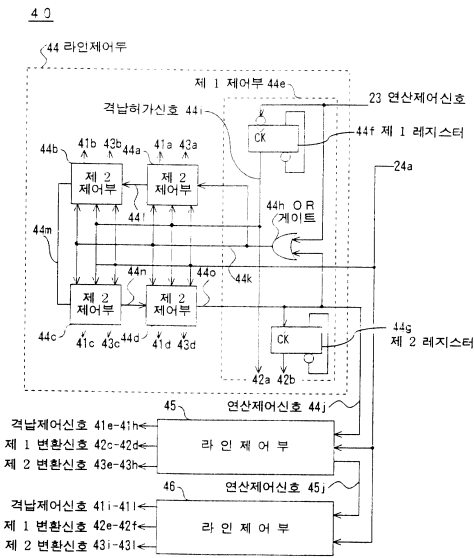 40
44 라인제어부
제 1 제어부 44e
격납허가신호 44i
23 연산제어신호
CK
44f 제 1 레지스터
41b 43b 41a 43a
44b
44a
24a
제 2
제어부
제 2
제어부
44l
44h OR
게이트
44m
44k
44n
44o
제 2
제어부
제 2
제어부
44c
44d
41c 43c 41d 43d
CK
44g
제 2 레지스터
42a 42b
연산제어신호 44j
45
격납제어신호 41e-41h
제 1 변환신호 42c-42d
제 2 변환신호 43e-43h
라 인 제 어 부
연산제어신호 45j
46
격납제어신호 41i-41l
제 1 변환신호 42e-42f
제 2 변환신호 43i-43l
라 인 제 어 부